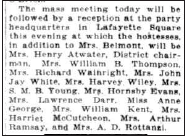 The mass meeting today will be
followed by a reception at the party
headquarters in Lafayette Square
this evening at which the hostesses,
in addition to Mrs. Belmont, will be
Mrs. Henry Atwater, District chair-
man, Mrs. William B. Thompson,
Mrs. Richard Wainright, Mrs. John
Jay White, Mrs. Harvey Wiley, Mrs.
S. M. B. Young, Mrs. Hornsby Evans,
Mrs. Lawrence Darr, Miss Anne
George, Mrs. William Kent, Mrs.
Harriet McCutcheon, Mrs. Arthur
Ramsay, and Mrs. A. D. Rottanzi.